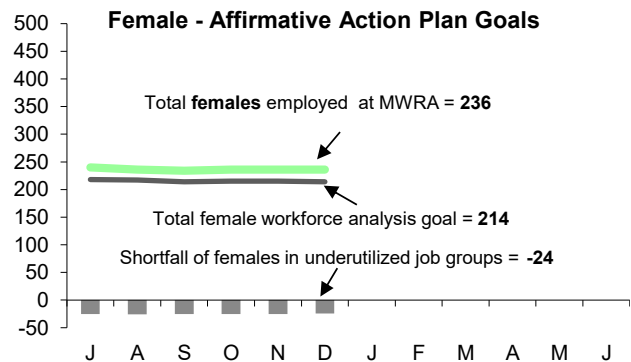 Female - Affirmative Action Plan Goals
500
450
400
350
300
250
200
150
100
50
0
-50
Total females employed at MWRA = 236
Total female workforce analysis goal = 214
Shortfall of females in underutilized job groups = -24
J A S O N D J F M A M J